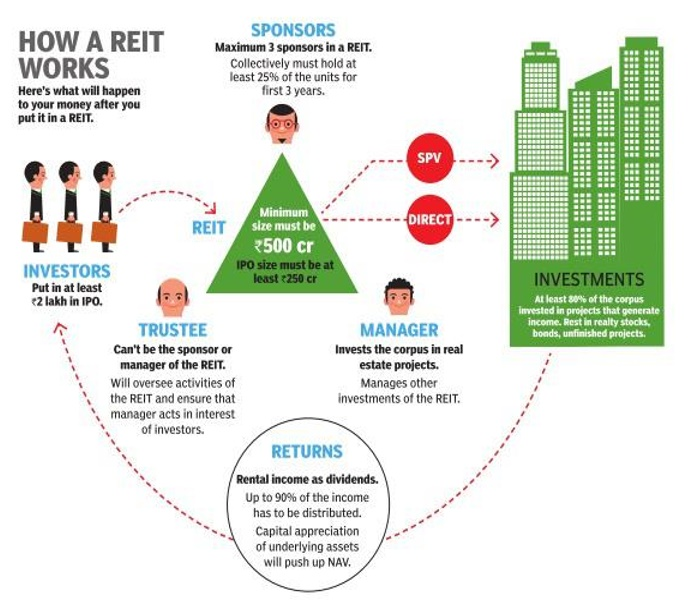 HOW A REIT
WORKS
Here's what will happen
to your money after you
put it in a REIT.
SPONSORS
Maximum 3 sponsors in a REIT.
Collectively must hold at
least 25% of the units for
first 3 years.
INVESTORS
Put in at least
₹2 lakh in IPO.
REIT
Minimum
size must be
₹500 cr
IPO size must be at
least ₹250 cr
SPV
DIRECT
INVESTMENTS
At least 80% of the corpus
invested in projects that generate
income. Rest in realty stocks,
bonds, unfinished projects.
TRUSTEE
Can't be the sponsor or
manager of the REIT.
Will oversee activities of
the REIT and ensure that
manager acts in interest
of investors.
MANAGER
Invests the corpus in real
estate projects.
Manages other
investments of the REIT.
RETURNS
Rental income as dividends.
Up to 90% of the income
has to be distributed.
Capital appreciation
of underlying assets
will push up NAV.